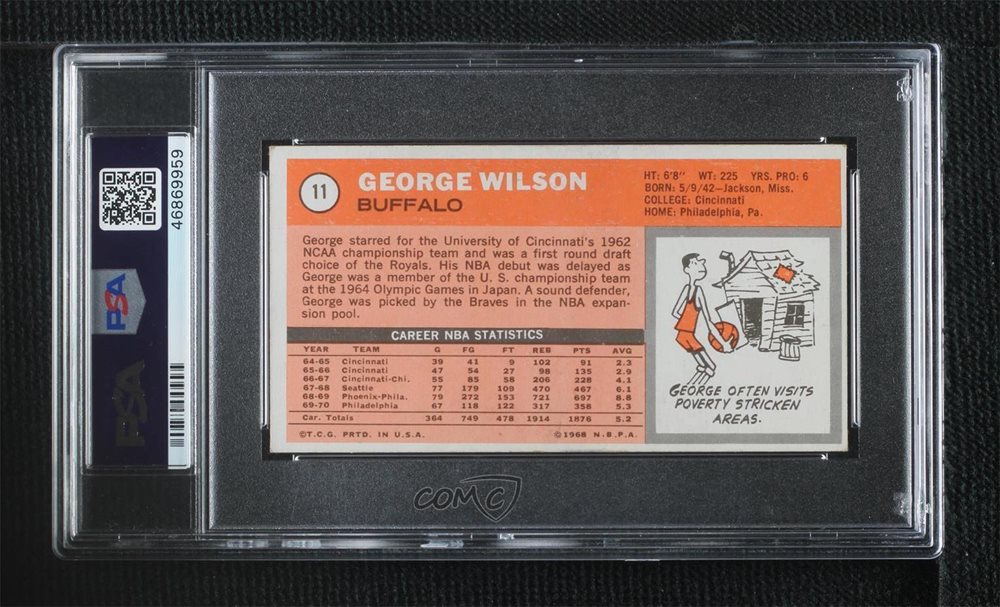 46869959
PSA
PSA
11
GEORGE WILSON
BUFFALO
HT: 6'8" WT: 225 YRS. PRO: 6
BORN: 5/9/42—Jackson, Miss.
COLLEGE: Cincinnati
HOME: Philadelphia, Pa.
George starred for the University of Cincinnati's 1962
NCAA championship team and was a first round draft
choice of the Royals. His NBA debut was delayed as
George was a member of the U. S. championship team
at the 1964 Olympic Games in Japan. A sound defender,
George was picked by the Braves in the NBA expan-
sion pool.
CAREER NBA STATISTICS
YEAR TEAM G FG FT REB PTS AVG
64-65 Cincinnati 39 41 9 102 91 2.3
65-66 Cincinnati 47 54 27 98 135 2.9
66-67 Cincinnati-Chi. 55 85 58 206 228 4.1
67-68 Seattle 77 179 109 470 467 6.1
68-69 Phoenix-Phila. 79 272 153 721 697 8.8
69-70 Philadelphia 67 118 122 317 358 5.3
Car. Totals 364 749 478 1914 1876 5.2
©T.C.G. PRTD. IN U.S.A. ©1968 N.B.P.A.
GEORGE OFTEN VISITS
POVERTY STRICKEN
AREAS.
COMC